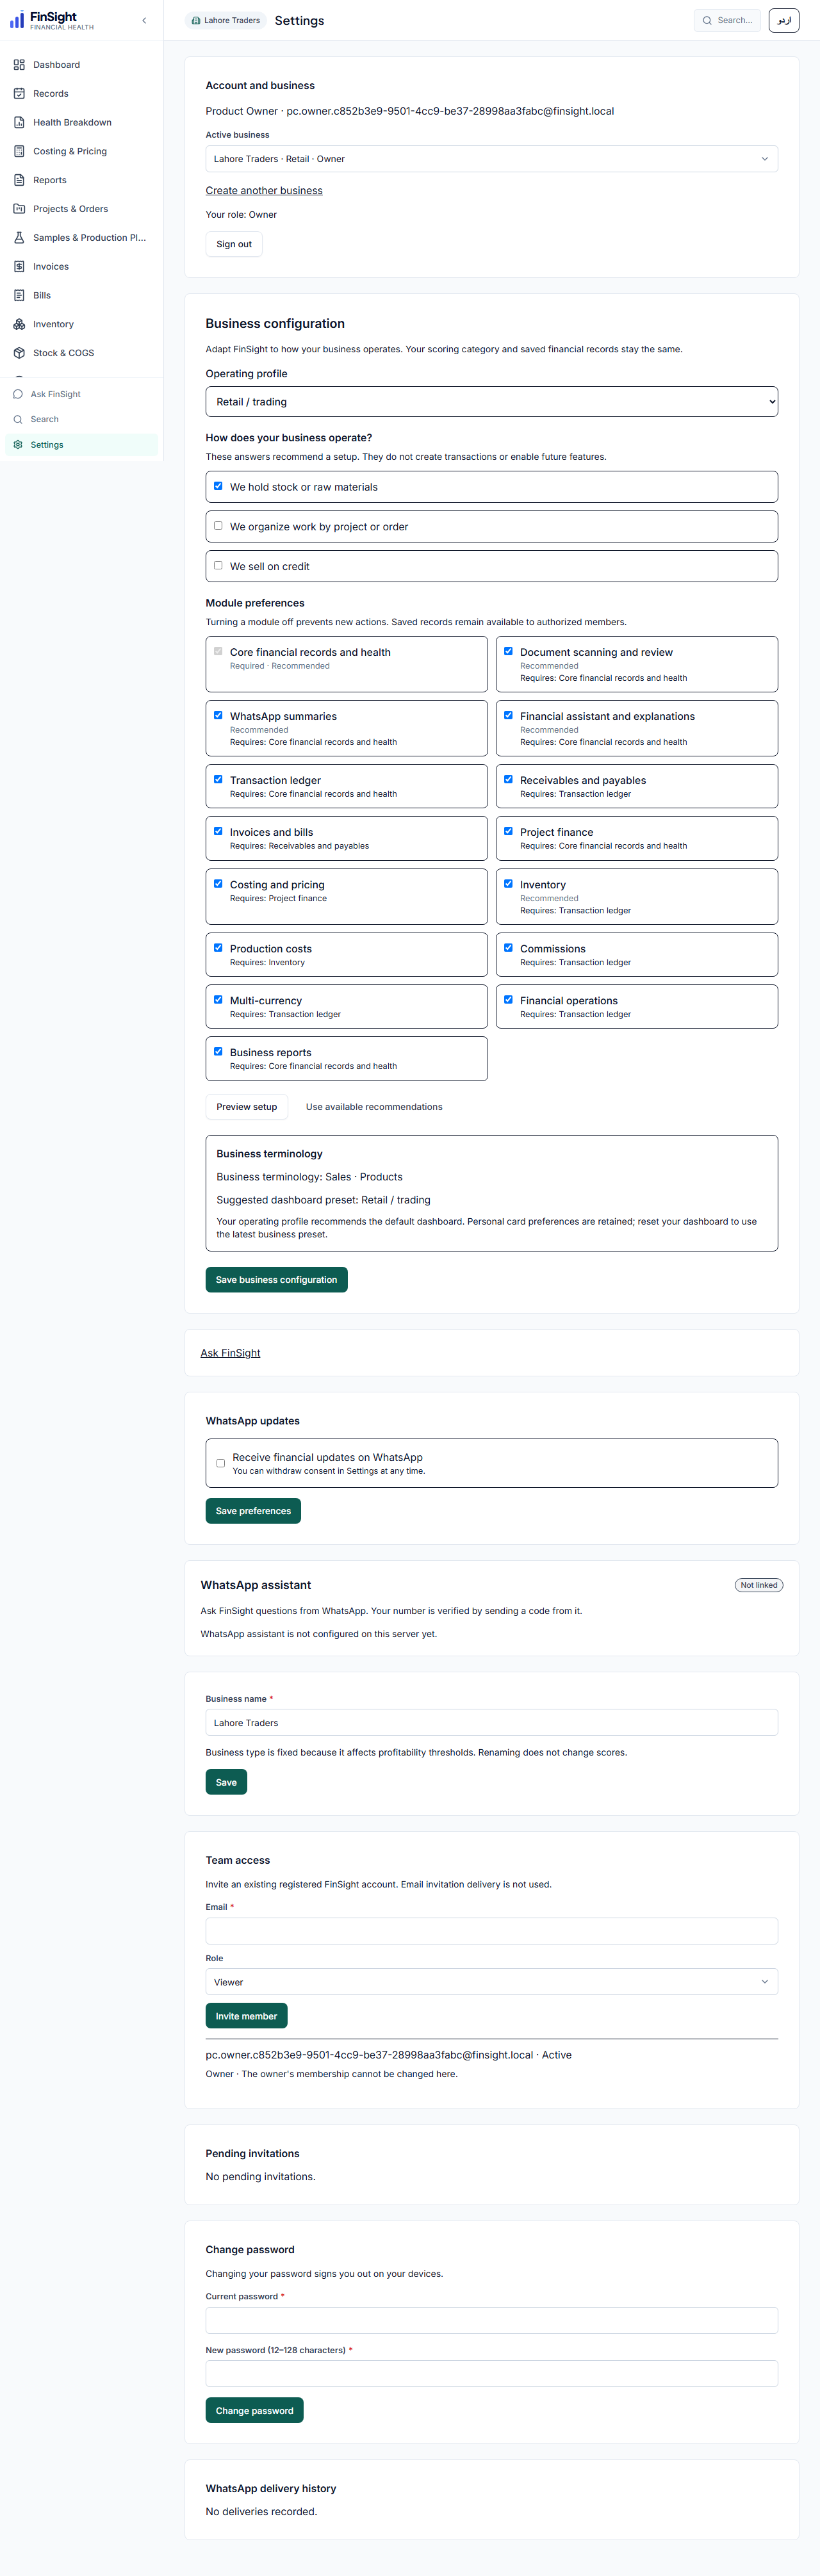 FinSight
FINANCIAL HEALTH
Lahore Traders
Settings
Search...
اردو
Dashboard
Records
Health Breakdown
Costing & Pricing
Reports
Projects & Orders
Samples & Production Pl...
Invoices
Bills
Inventory
Stock & COGS
Ask FinSight
Search
Settings
Account and business
Product Owner · pc.owner.c852b3e9-9501-4cc9-be37-28998aa3fabc@finsight.local
Active business
Lahore Traders · Retail · Owner
Create another business
Your role: Owner
Sign out
Business configuration
Adapt FinSight to how your business operates. Your scoring category and saved financial records stay the same.
Operating profile
Retail / trading
How does your business operate?
These answers recommend a setup. They do not create transactions or enable future features.
We hold stock or raw materials
We organize work by project or order
We sell on credit
Module preferences
Turning a module off prevents new actions. Saved records remain available to authorized members.
Core financial records and health
Required · Recommended
Document scanning and review
Recommended
Requires: Core financial records and health
WhatsApp summaries
Recommended
Requires: Core financial records and health
Financial assistant and explanations
Recommended
Requires: Core financial records and health
Transaction ledger
Requires: Core financial records and health
Receivables and payables
Requires: Transaction ledger
Invoices and bills
Requires: Receivables and payables
Project finance
Requires: Core financial records and health
Costing and pricing
Requires: Project finance
Inventory
Recommended
Requires: Transaction ledger
Production costs
Requires: Inventory
Commissions
Requires: Transaction ledger
Multi-currency
Requires: Transaction ledger
Financial operations
Requires: Transaction ledger
Business reports
Requires: Core financial records and health
Preview setup
Use available recommendations
Business terminology
Business terminology: Sales · Products
Suggested dashboard preset: Retail / trading
Your operating profile recommends the default dashboard. Personal card preferences are retained; reset your dashboard to use
the latest business preset.
Save business configuration
Ask FinSight
WhatsApp updates
Receive financial updates on WhatsApp
You can withdraw consent in Settings at any time.
Save preferences
WhatsApp assistant
Not linked
Ask FinSight questions from WhatsApp. Your number is verified by sending a code from it.
WhatsApp assistant is not configured on this server yet.
Business name *
Lahore Traders
Business type is fixed because it affects profitability thresholds. Renaming does not change scores.
Save
Team access
Invite an existing registered FinSight account. Email invitation delivery is not used.
Email *
Role
Viewer
Invite member
pc.owner.c852b3e9-9501-4cc9-be37-28998aa3fabc@finsight.local · Active
Owner · The owner's membership cannot be changed here.
Pending invitations
No pending invitations.
Change password
Changing your password signs you out on your devices.
Current password *
New password (12–128 characters) *
Change password
WhatsApp delivery history
No deliveries recorded.